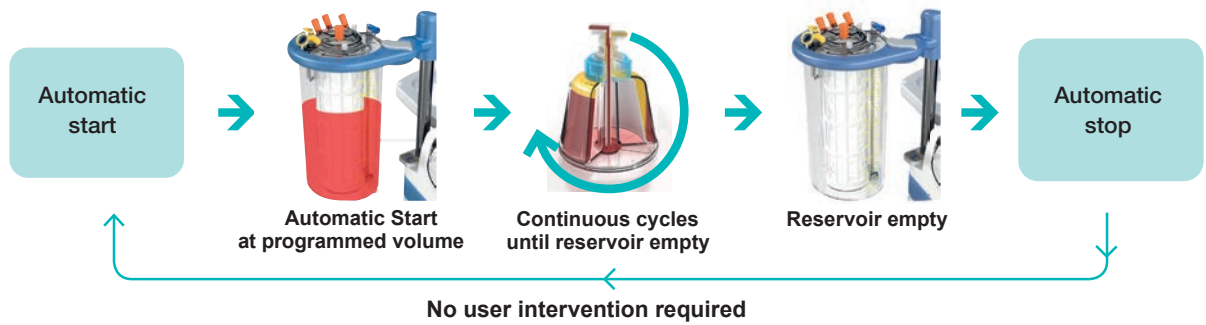 Automatic
start
Automatic
stop
Automatic Start
at programmed volume
Continuous cycles
until reservoir empty
Reservoir empty
No user intervention required